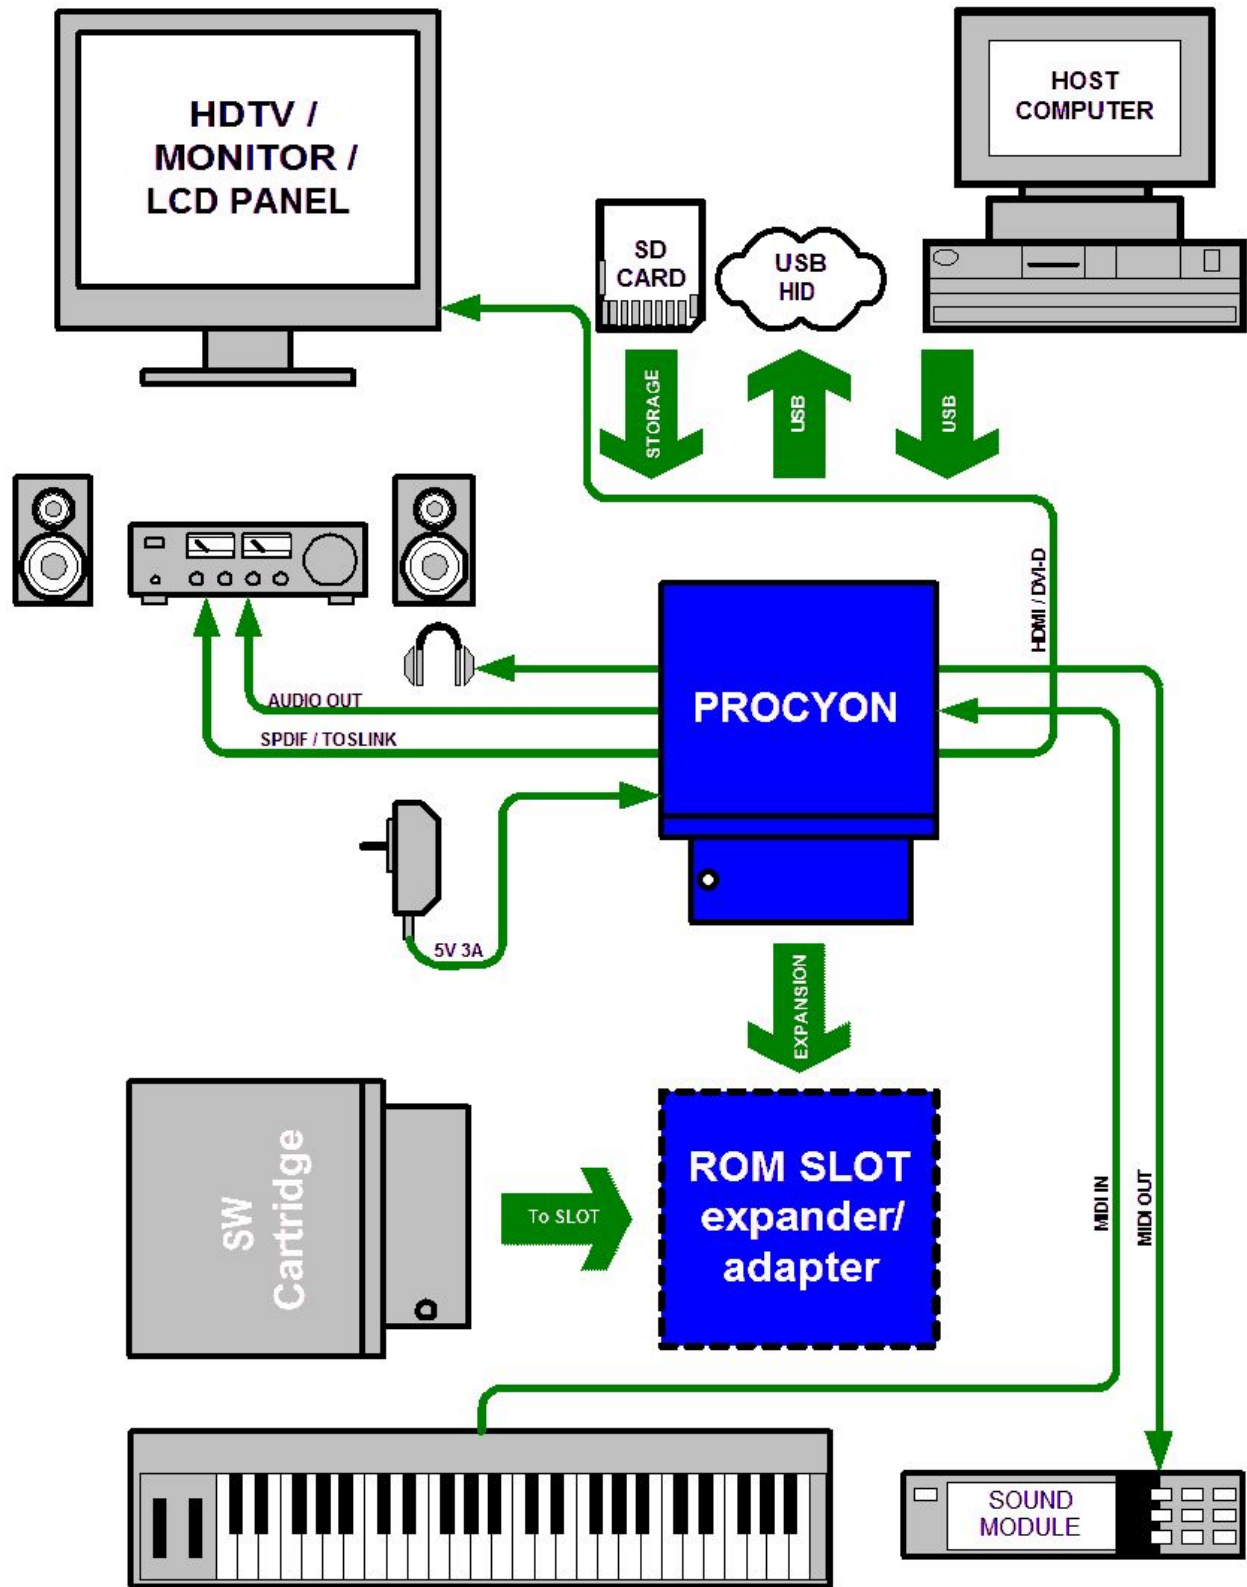 HDTV /
MONITOR /
LCD PANEL
HOST
COMPUTER
SD
CARD
USB
HID
STORAGE
USB
USB
HDMI / DVI-D
AUDIO OUT
SPDIF / TOSLINK
PROCYON
5V 3A
EXPANSION
SW
Cartridge
To SLOT
ROM SLOT
expander/
adapter
MIDI IN
MIDI OUT
SOUND
MODULE